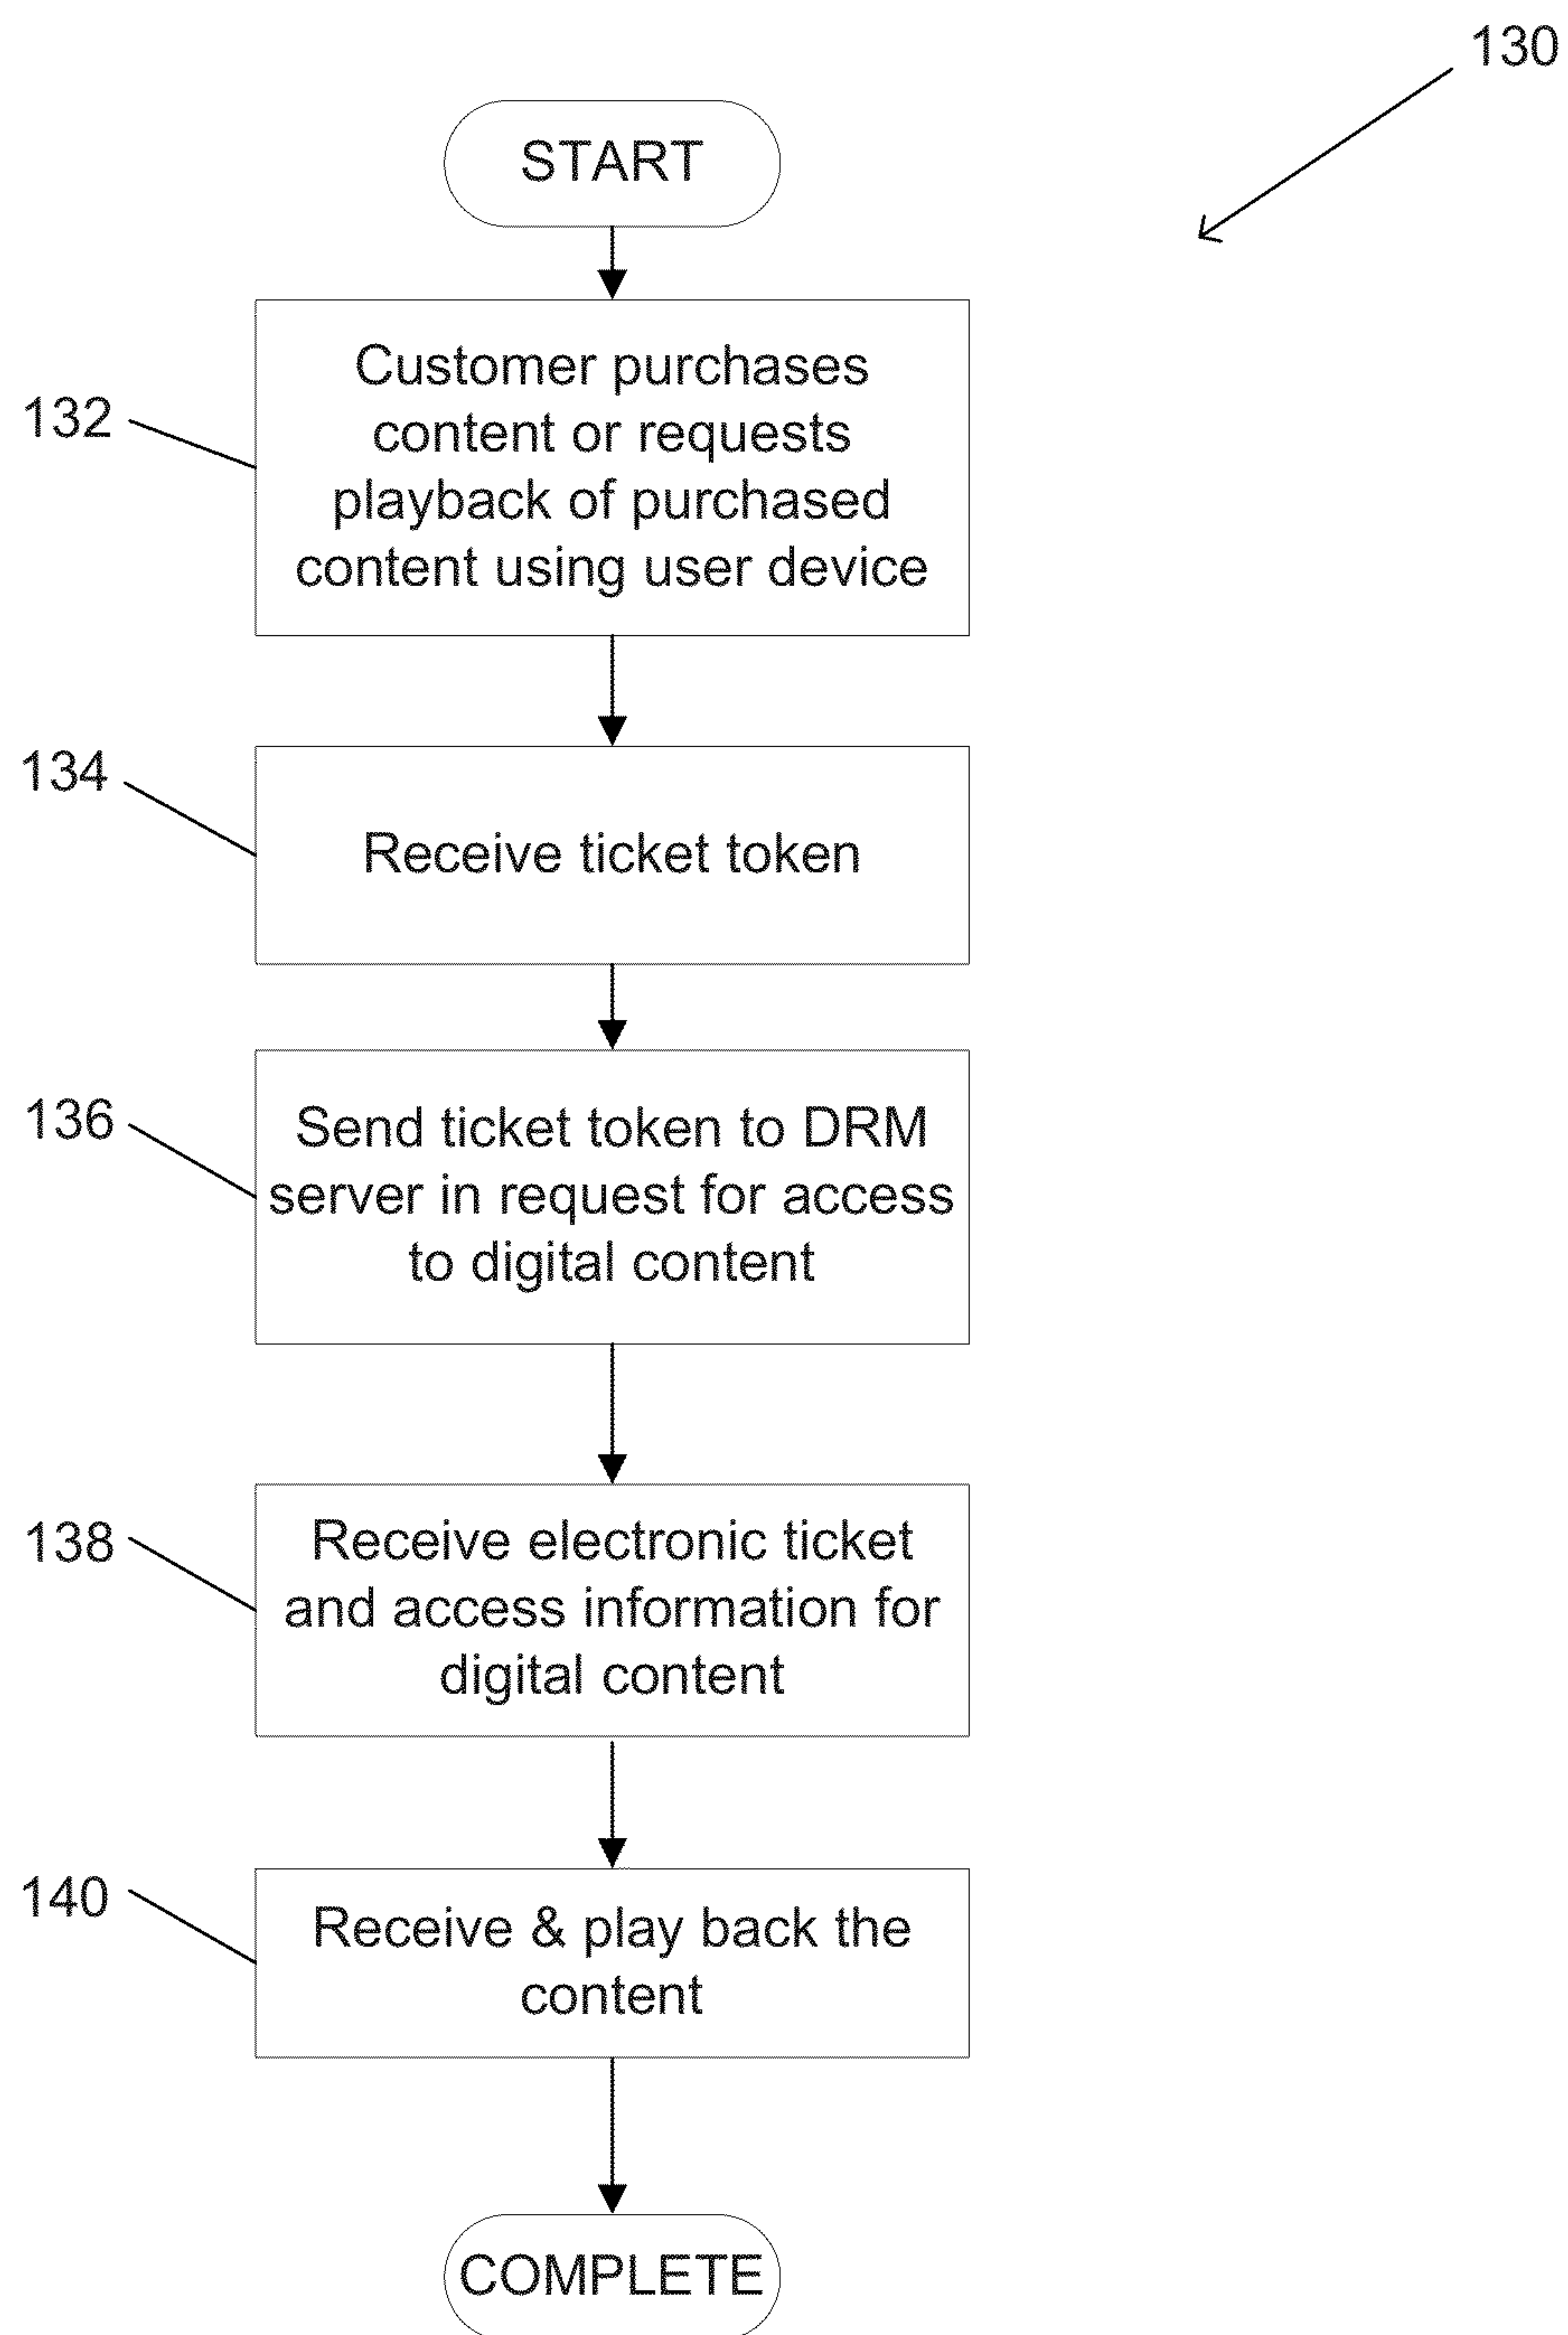 130
START
132
Customer purchases
content or requests
playback of purchased
content using user device
134
Receive ticket token
136
Send ticket token to DRM
server in request for access
to digital content
138
Receive electronic ticket
and access information for
digital content
140
Receive & play back the
content
COMPLETE